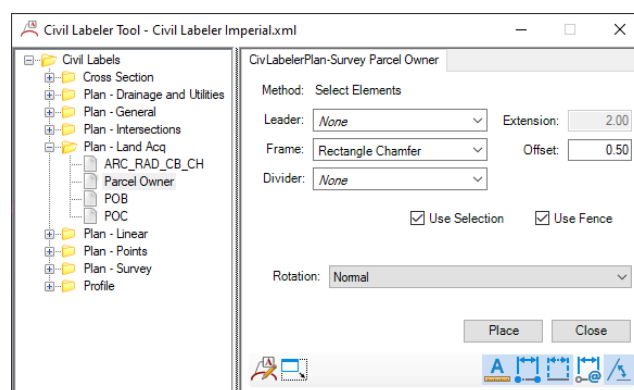 Civil Labeler Tool - Civil Labeler Imperial.xml
Civil Labels
Cross Section
Plan - Drainage and Utilities
Plan - General
Plan - Intersections
Plan - Land Acq
ARC_RAD_CB_CH
Parcel Owner
POB
POC
Plan - Linear
Plan - Points
Plan - Survey
Profile
CivLabelerPlan-Survey Parcel Owner
Method: Select Elements
Leader: None Extension: 2.00
Frame: Rectangle Chamfer Offset: 0.50
Divider: None
Use Selection Use Fence
Rotation: Normal
Place Close